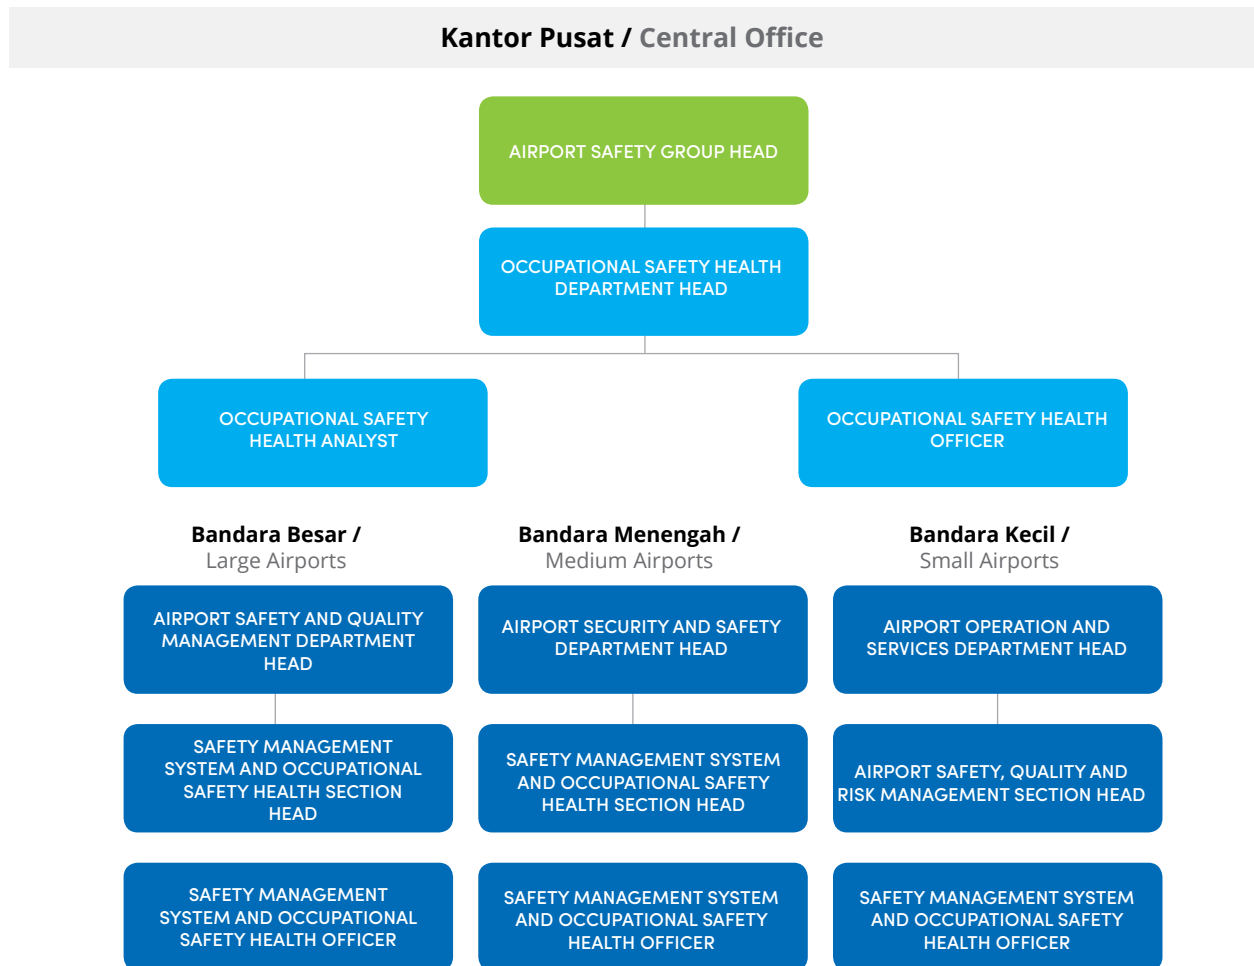 Kantor Pusat / Central Office
AIRPORT SAFETY GROUP HEAD
OCCUPATIONAL SAFETY HEALTH
DEPARTMENT HEAD
OCCUPATIONAL SAFETY
HEALTH ANALYST
OCCUPATIONAL SAFETY HEALTH
OFFICER
Bandara Besar /
Large Airports
Bandara Menengah /
Medium Airports
Bandara Kecil /
Small Airports
AIRPORT SAFETY AND QUALITY
MANAGEMENT DEPARTMENT
HEAD
AIRPORT SECURITY AND SAFETY
DEPARTMENT HEAD
AIRPORT OPERATION AND
SERVICES DEPARTMENT HEAD
SAFETY MANAGEMENT
SYSTEM AND OCCUPATIONAL
SAFETY HEALTH SECTION
HEAD
SAFETY MANAGEMENT SYSTEM
AND OCCUPATIONAL SAFETY
HEALTH SECTION HEAD
AIRPORT SAFETY, QUALITY AND
RISK MANAGEMENT SECTION HEAD
SAFETY MANAGEMENT
SYSTEM AND OCCUPATIONAL
SAFETY HEALTH OFFICER
SAFETY MANAGEMENT SYSTEM
AND OCCUPATIONAL SAFETY
HEALTH OFFICER
SAFETY MANAGEMENT SYSTEM
AND OCCUPATIONAL SAFETY
HEALTH OFFICER